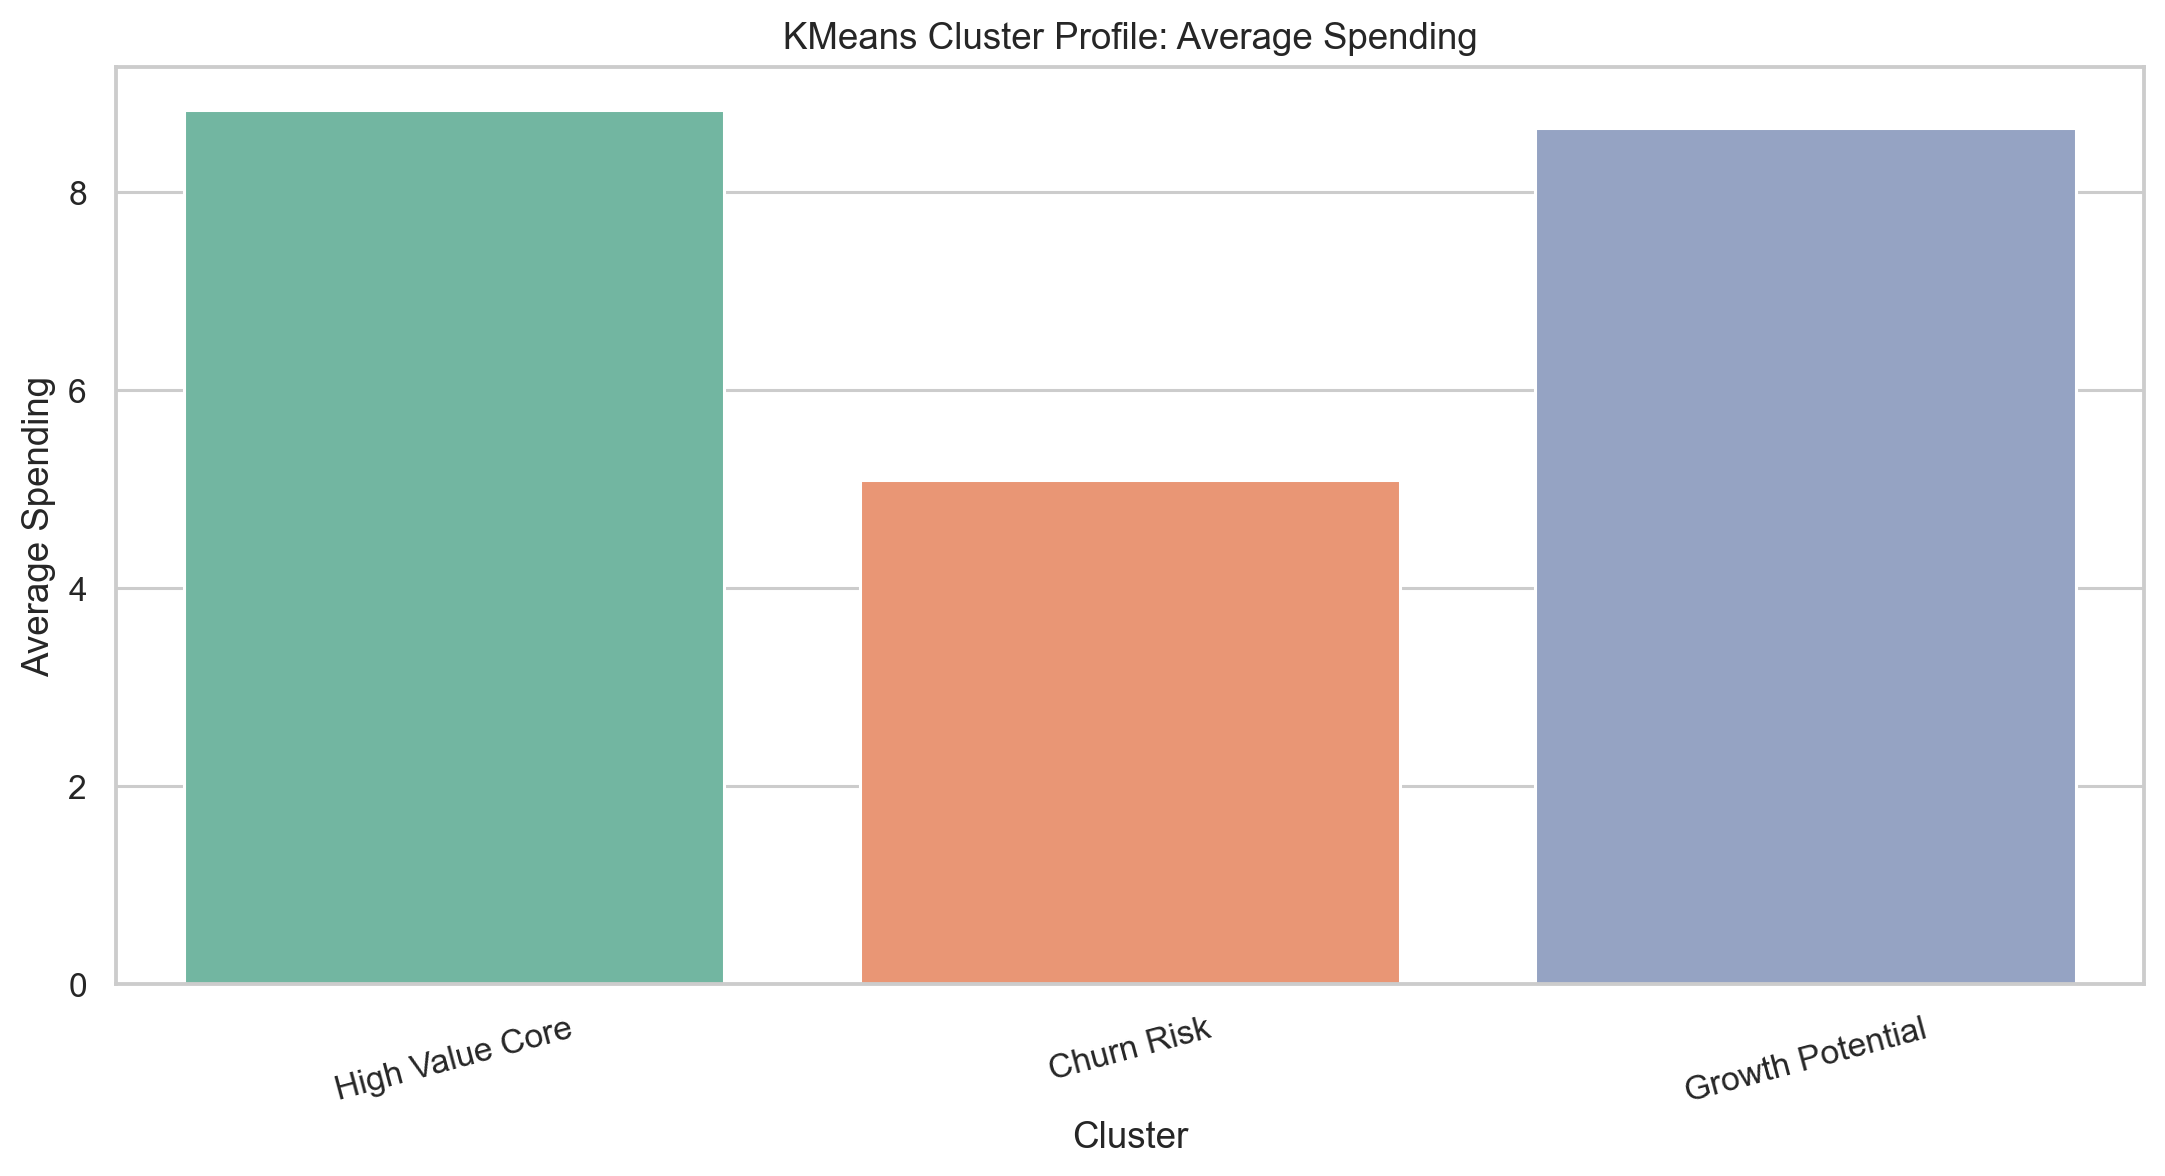 KMeans Cluster Profile: Average Spending
Average Spending
8
6
4
2
0
High Value Core
Churn Risk
Growth Potential
Cluster